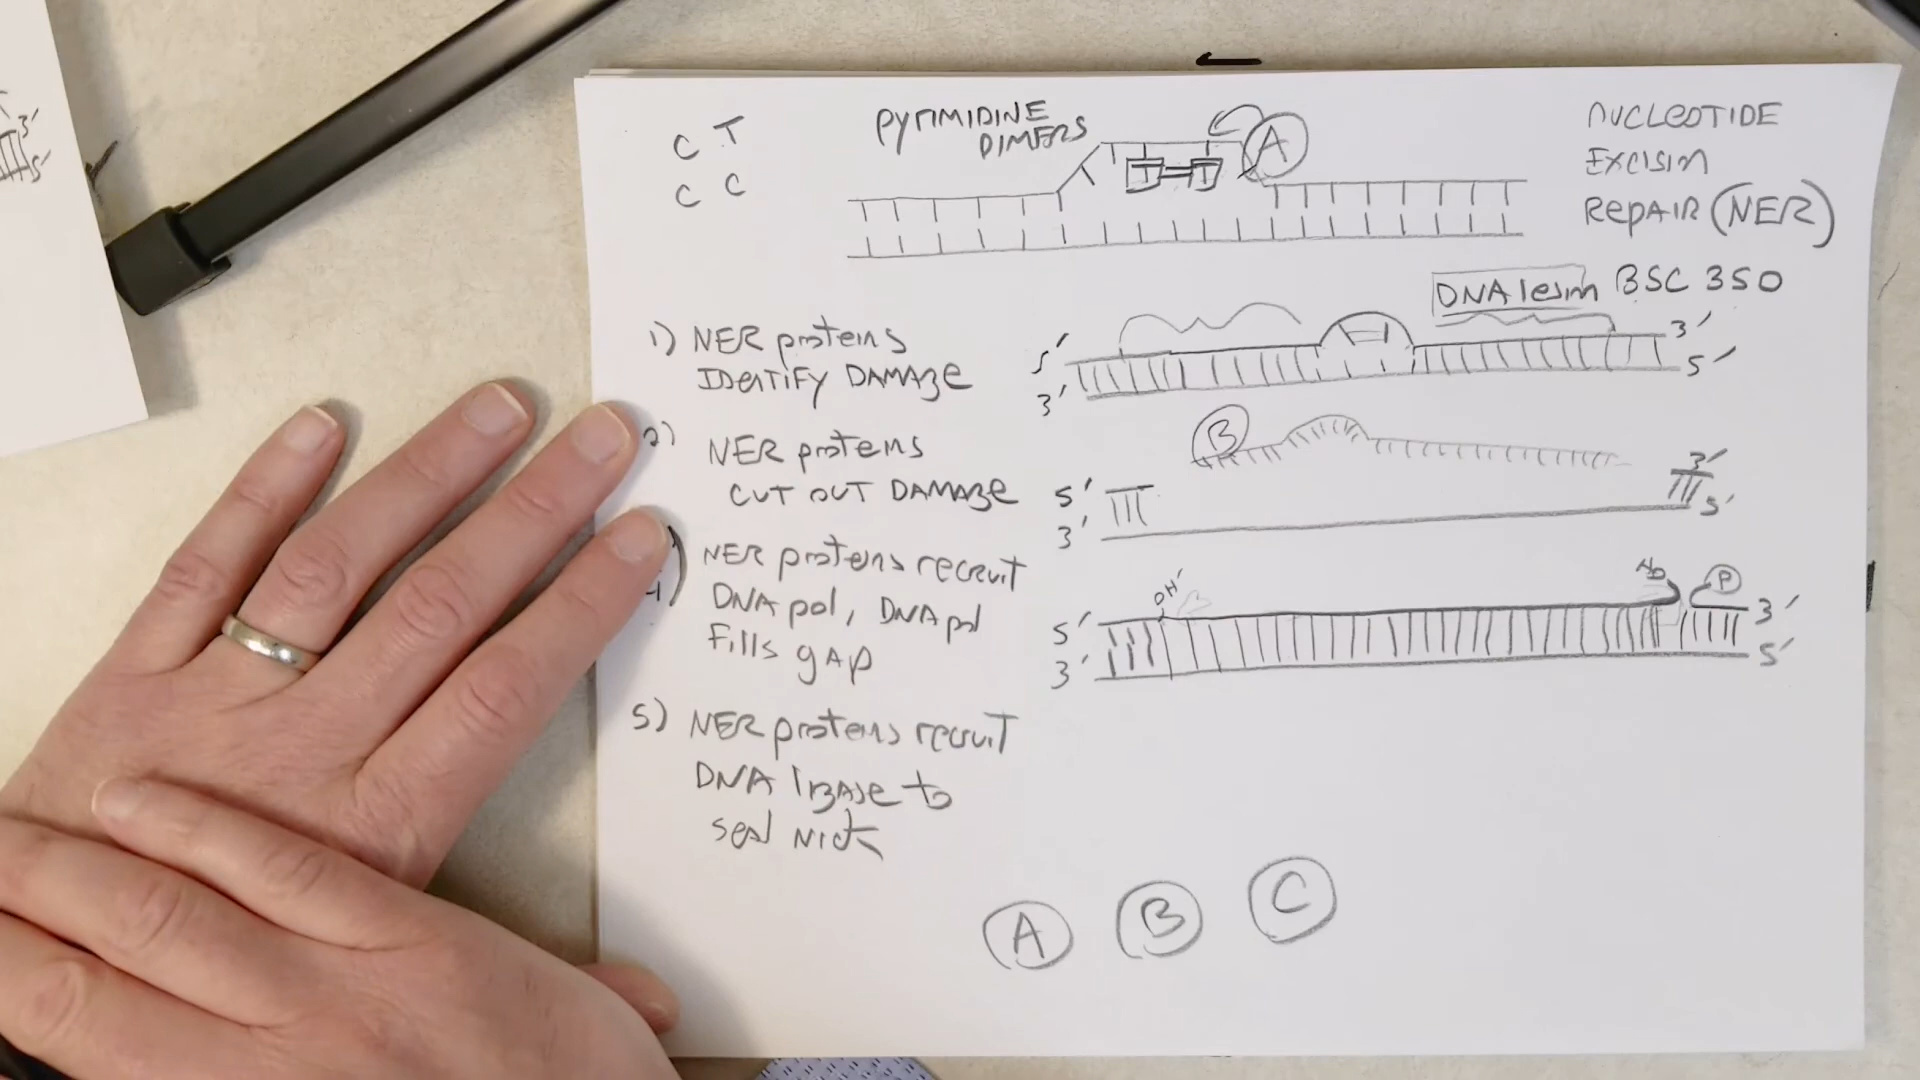 3'
5'
C T
C C
PYRIMIDINE
DIMERS
A
T T
NUCLEOTIDE
EXCISION
REPAIR (NER)
DNA lesion BSC 350
1) NER proteins
IDENTIFY DAMAGE
5' 3'
3' 5'
2) NER proteins
CUT OUT DAMAGE
B
5' 3'
3' 5'
4) NER proteins recruit
DNA pol, DNA pol
Fills gAp
OH' P
5' 3'
3' 5'
5) NER proteins recruit
DNA ligase to
seal nick
A B C